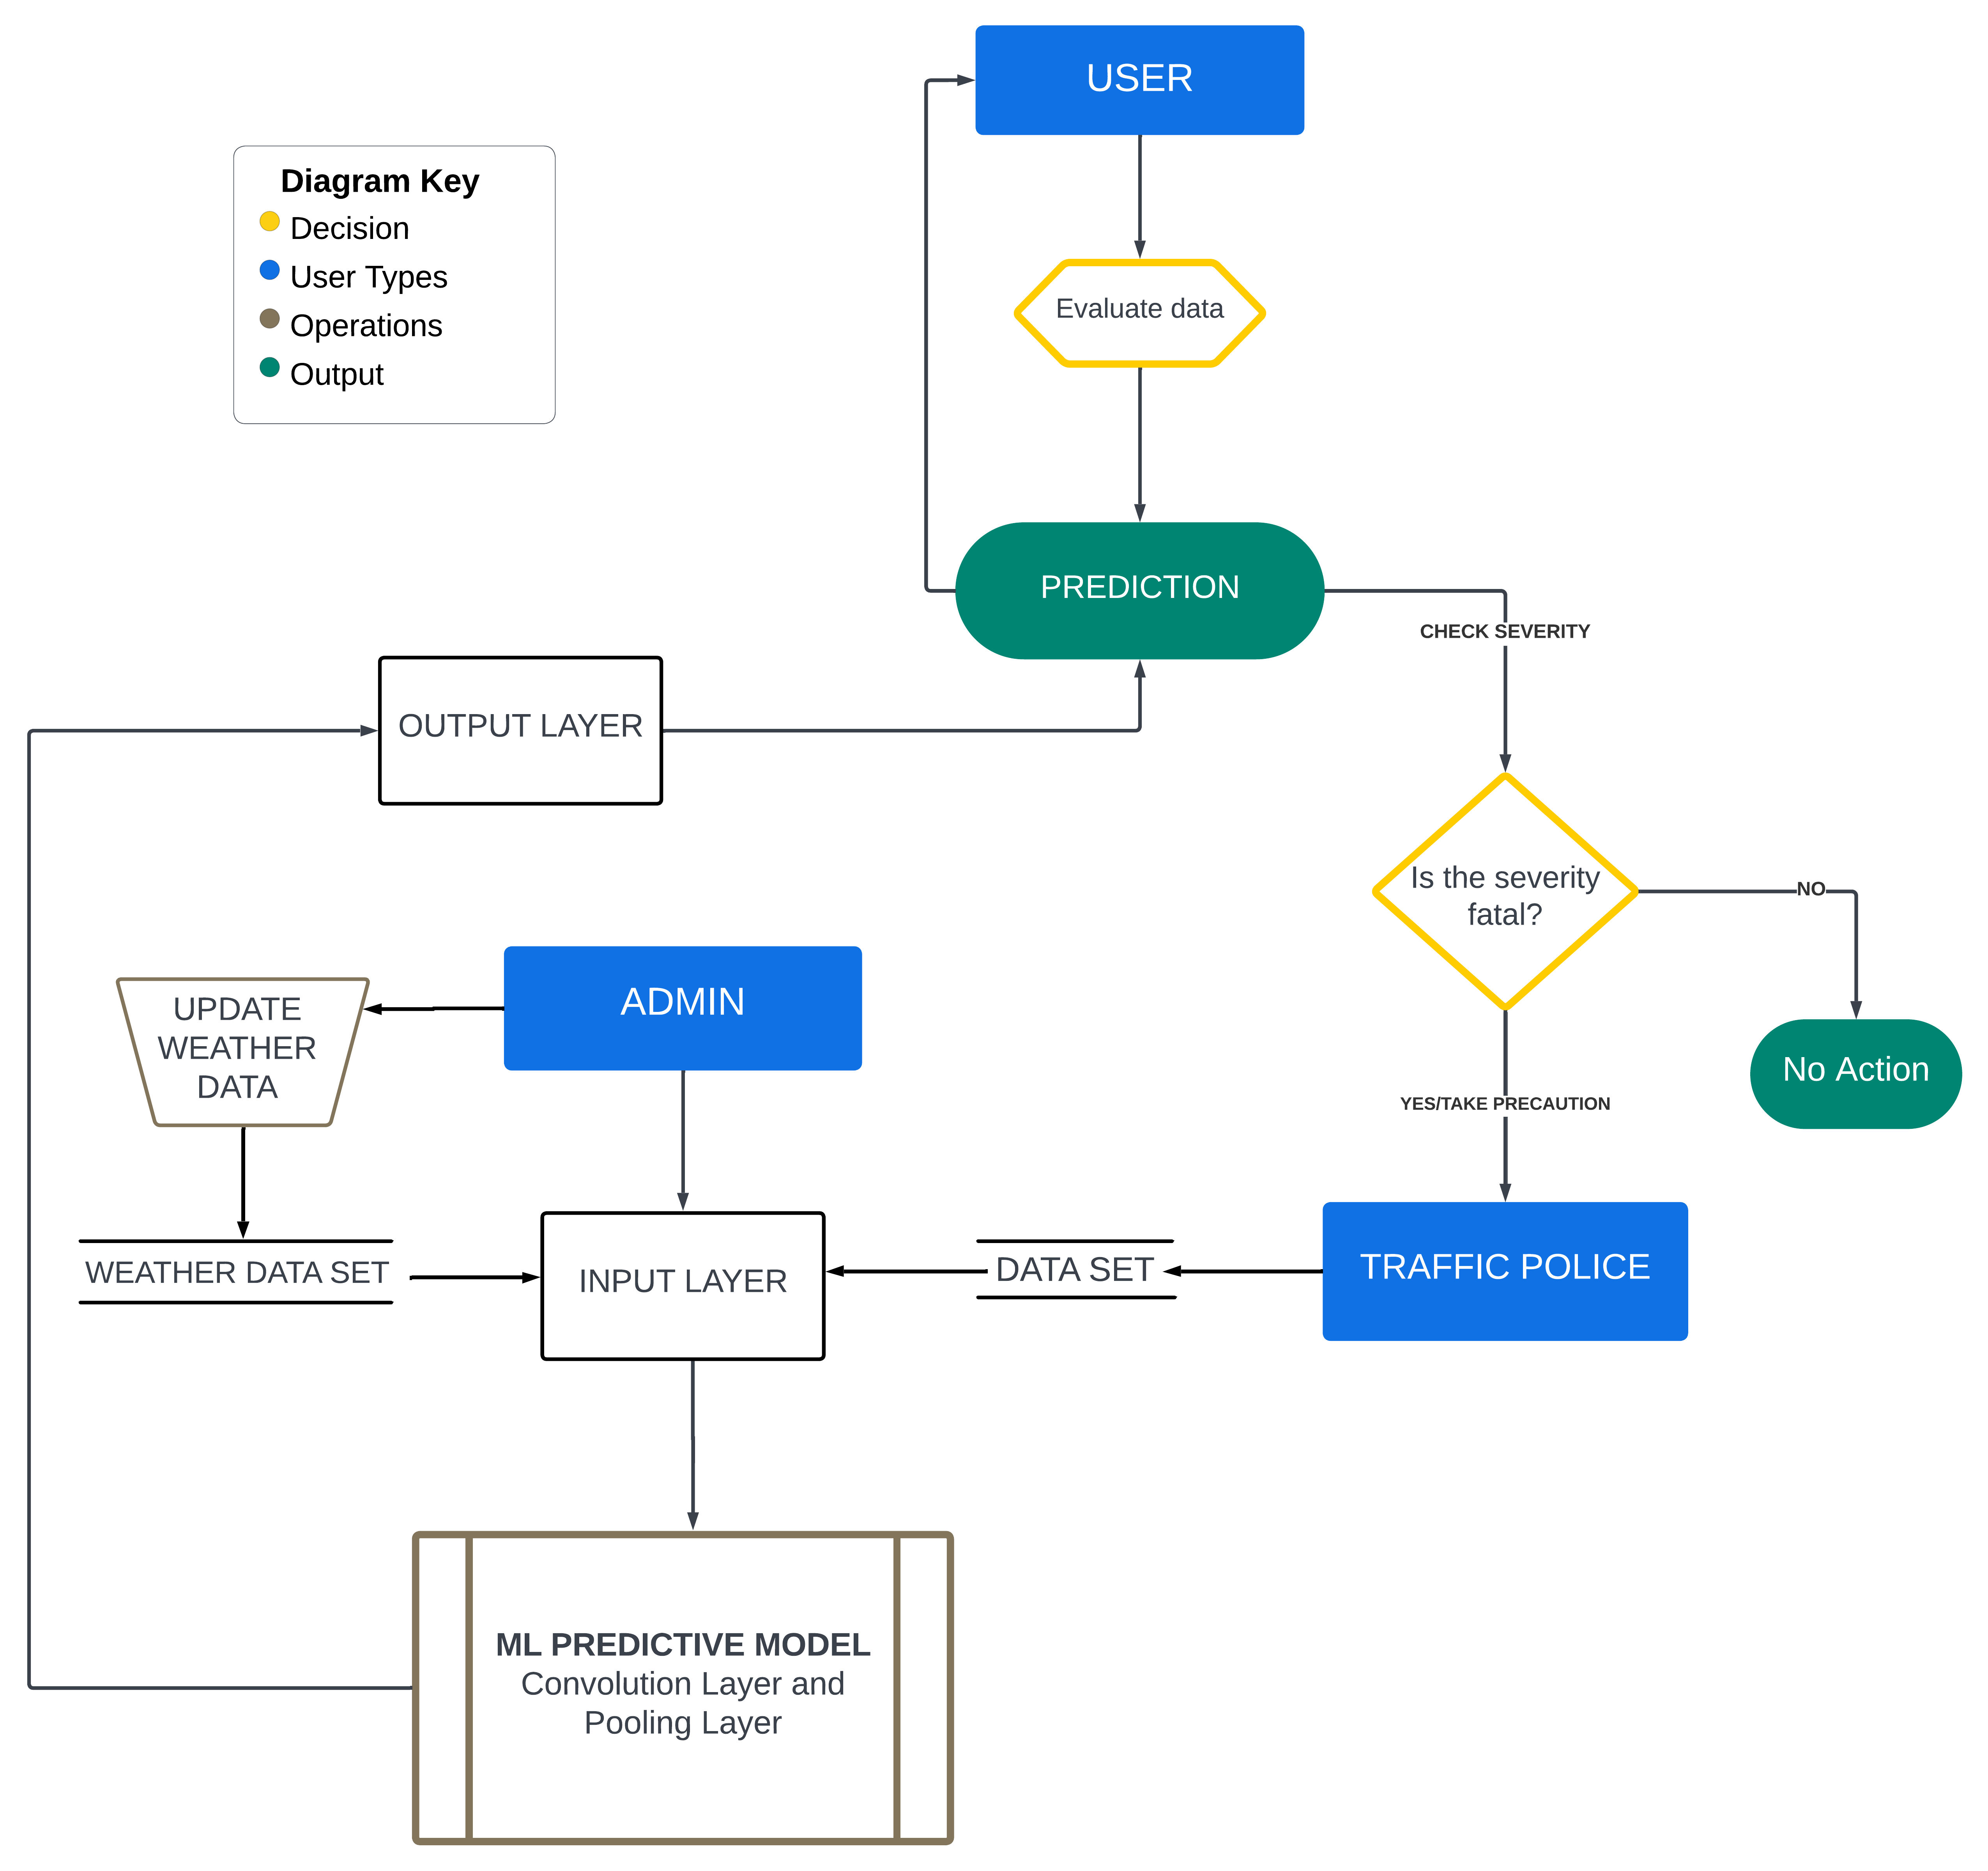 USER
Diagram Key
Decision
User Types
Operations
Output
Evaluate data
PREDICTION
CHECK SEVERITY
OUTPUT LAYER
Is the severity
fatal?
NO
ADMIN
UPDATE
WEATHER
DATA
No Action
YES/TAKE PRECAUTION
WEATHER DATA SET
INPUT LAYER
DATA SET
TRAFFIC POLICE
ML PREDICTIVE MODEL
Convolution Layer and
Pooling Layer